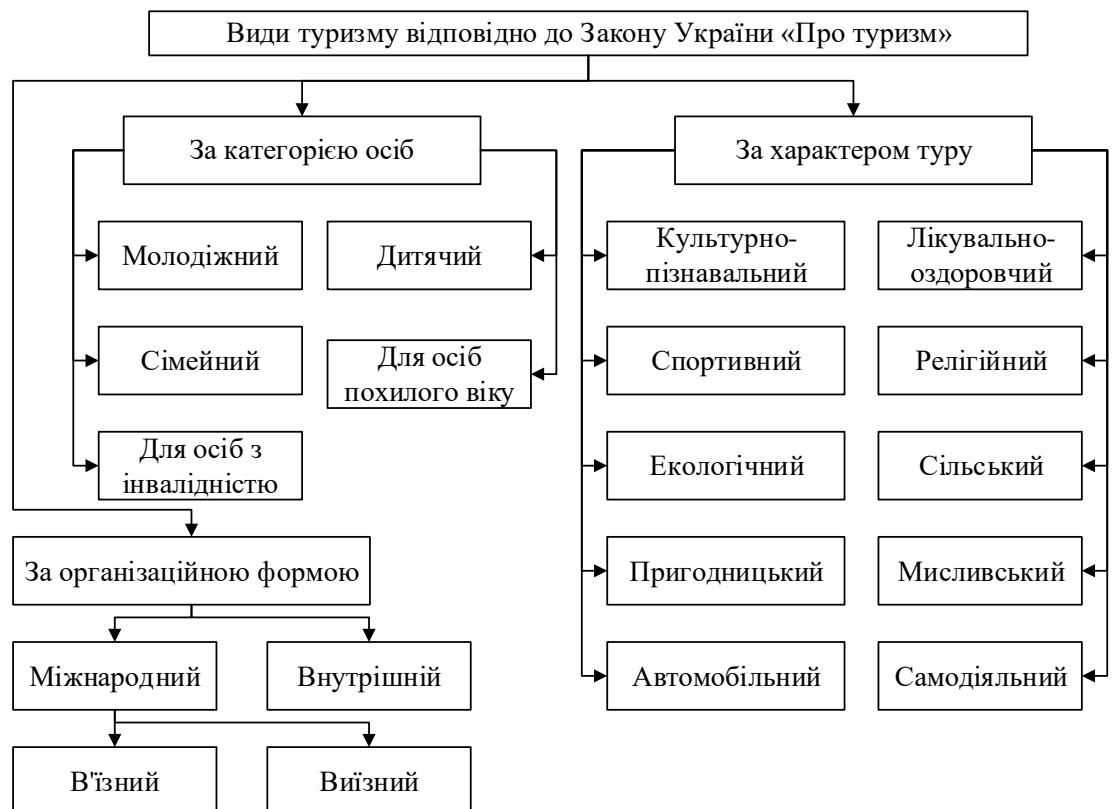 Види туризму відповідно до Закону України «Про туризм»
За категорією осіб
Молодіжний
Дитячий
Сімейний
Для осіб
похилого віку
Для осіб з
інвалідністю
За характером туру
Культурно-
пізнавальний
Лікувально-
оздоровчий
Спортивний
Релігійний
Екологічний
Сільський
Пригодницький
Мисливський
Автомобільний
Самодіяльний
За організаційною формою
Міжнародний
Внутрішній
В'їзний
Виїзний